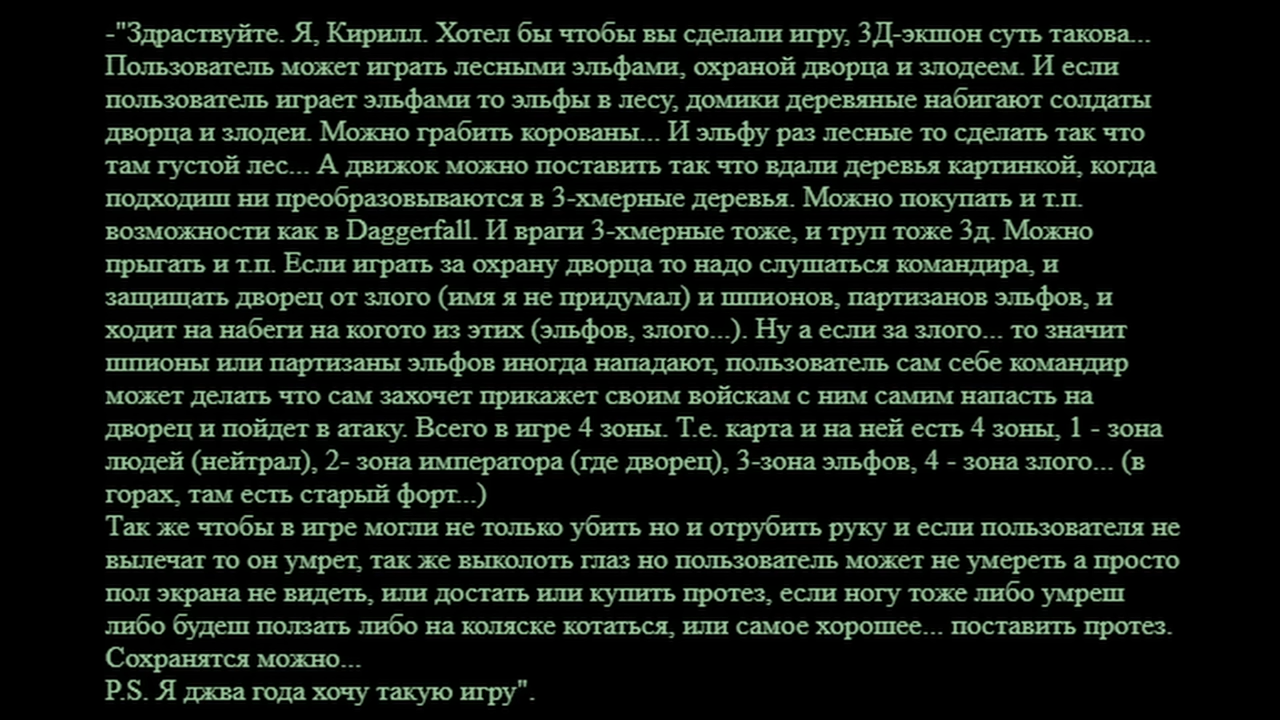 -"Здраствуйте. Я, Кирилл. Хотел бы чтобы вы сделали игру, 3Д-экшон суть такова...
Пользователь может играть лесными эльфами, охраной дворца и злодеем. И если
пользователь играет эльфами то эльфы в лесу, домики деревяные набигают солдаты
дворца и злодеи. Можно грабить корованы... И эльфу раз лесные то сделать так что
там густой лес... А движок можно поставить так что вдали деревья картинкой, когда
подходиш ни преобразовываются в 3-хмерные деревья. Можно покупать и т.п.
возможности как в Daggerfall. И враги 3-хмерные тоже, и труп тоже 3д. Можно
прыгать и т.п. Если играть за охрану дворца то надо слушаться командира, и
защищать дворец от злого (имя я не придумал) и шпионов, партизанов эльфов, и
ходит на набеги на когото из этих (эльфов, злого...). Ну а если за злого... то значит
шпионы или партизаны эльфов иногда нападают, пользователь сам себе командир
может делать что сам захочет прикажет своим войскам с ним самим напасть на
дворец и пойдет в атаку. Всего в игре 4 зоны. Т.е. карта и на ней есть 4 зоны, 1 - зона
людей (нейтрал), 2- зона императора (где дворец), 3-зона эльфов, 4 - зона злого... (в
горах, там есть старый форт...)
Так же чтобы в игре могли не только убить но и отрубить руку и если пользователя не
вылечат то он умрет, так же выколоть глаз но пользователь может не умереть а просто
пол экрана не видеть, или достать или купить протез, если ногу тоже либо умреш
либо будеш ползать либо на коляске котаться, или самое хорошее... поставить протез.
Сохранятся можно...
P.S. Я джва года хочу такую игру".